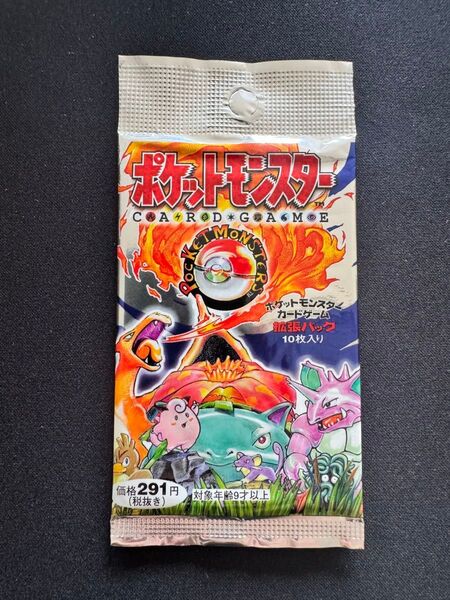 ポケットモンスター
TM
CARD GAME
POCKET MONSTERS
ポケットモンスター
カードゲーム
拡張パック
10枚入り
価格291円
(税抜き)
対象年齢9才以上